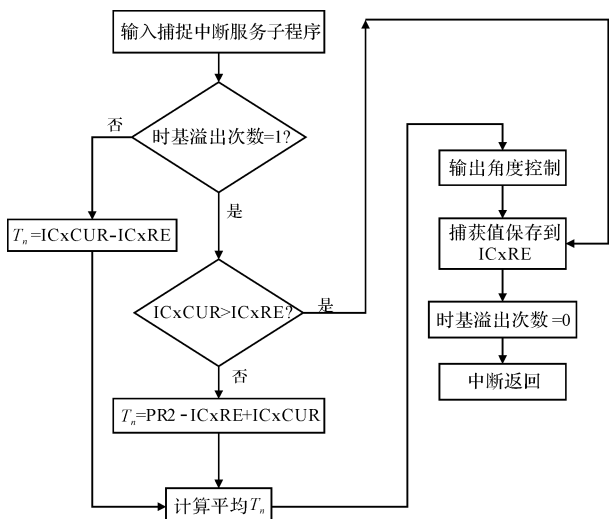 输入捕捉中断服务子程序
时基溢出次数=1?
否
是
Tn=ICxCUR-ICxRE
ICxCUR>ICxRE?
是
否
Tn=PR2-ICxRE+ICxCUR
计算平均Tn
输出角度控制
捕获值保存到
ICxRE
时基溢出次数=0
中断返回